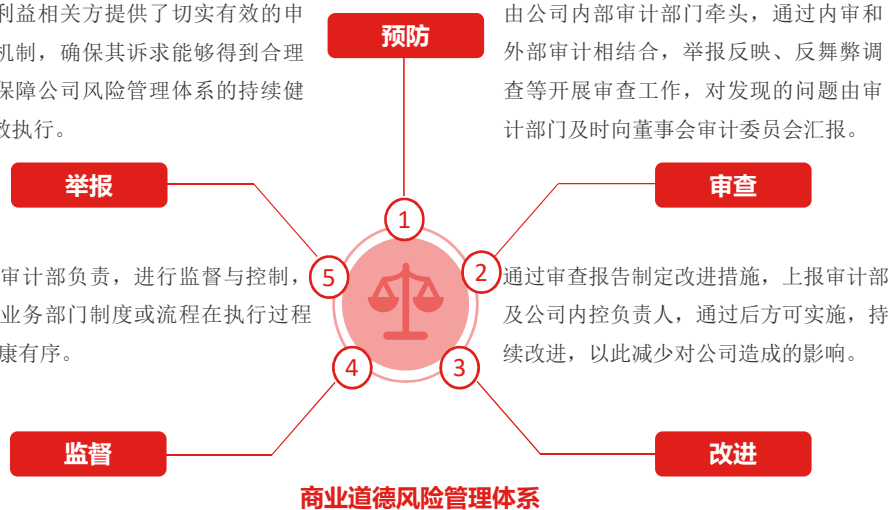 利益相关方提供了切实有效的申
机制，确保其诉求能够得到合理
保障公司风险管理体系的持续健
效执行。
预防
由公司内部审计部门牵头，通过内审和
外部审计相结合，举报反映、反舞弊调
查等开展审查工作，对发现的问题由审
计部门及时向董事会审计委员会汇报。
举报
审查
1
5
2
4
3
审计部负责，进行监督与控制，
业务部门制度或流程在执行过程
康有序。
通过审查报告制定改进措施，上报审计部
及公司内控负责人，通过后方可实施，持
续改进，以此减少对公司造成的影响。
监督
改进
商业道德风险管理体系